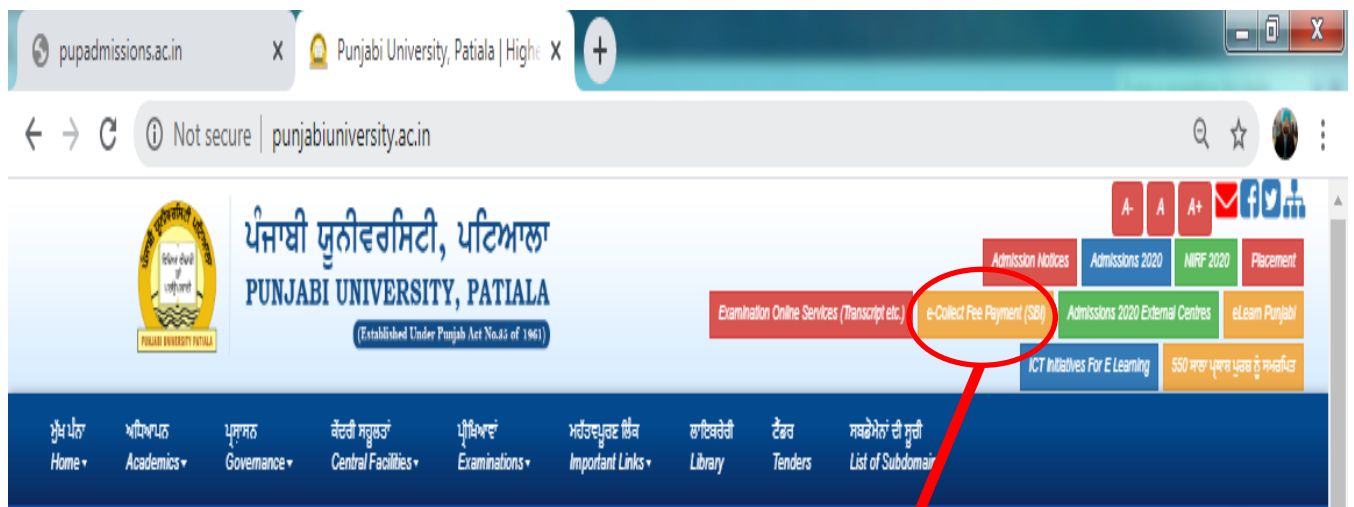 pupadmissions.ac.in
Punjabi University, Patiala | Highe
Not secure | punjabiuniversity.ac.in
ਪੰਜਾਬੀ ਯੂਨੀਵਰਸਿਟੀ, ਪਟਿਆਲਾ
PUNJABI UNIVERSITY, PATIALA
(Established Under Punjab Act No.35 of 1961)
PUNJABI UNIVERSITY PATIALA
A- A A+
Admission Notices Admissions 2020 NIRF 2020 Placement
Examination Online Services (Transcript etc.) e-Collect Fee Payment (SBI) Admissions 2020 External Centres eLearn Punjabi
ICT Initiatives For E Learning 550 ਸਾਲਾ ਪ੍ਰਕਾਸ਼ ਪੁਰਬ ਨੂੰ ਸਮਰਪਿਤ
ਮੁੱਖ ਪੰਨਾ ਅਧਿਆਪਨ ਪ੍ਰਸ਼ਾਸਨ ਕੇਂਦਰੀ ਸਹੂਲਤਾਂ ਪ੍ਰੀਖਿਆਵਾਂ ਮਹੱਤਵਪੂਰਣ ਲਿੰਕ ਲਾਇਬਰੇਰੀ ਟੈਂਡਰ ਸਬਡੋਮੇਨਾਂ ਦੀ ਸੂਚੀ
Home Academics Governance Central Facilities Examinations Important Links Library Tenders List of Subdomain